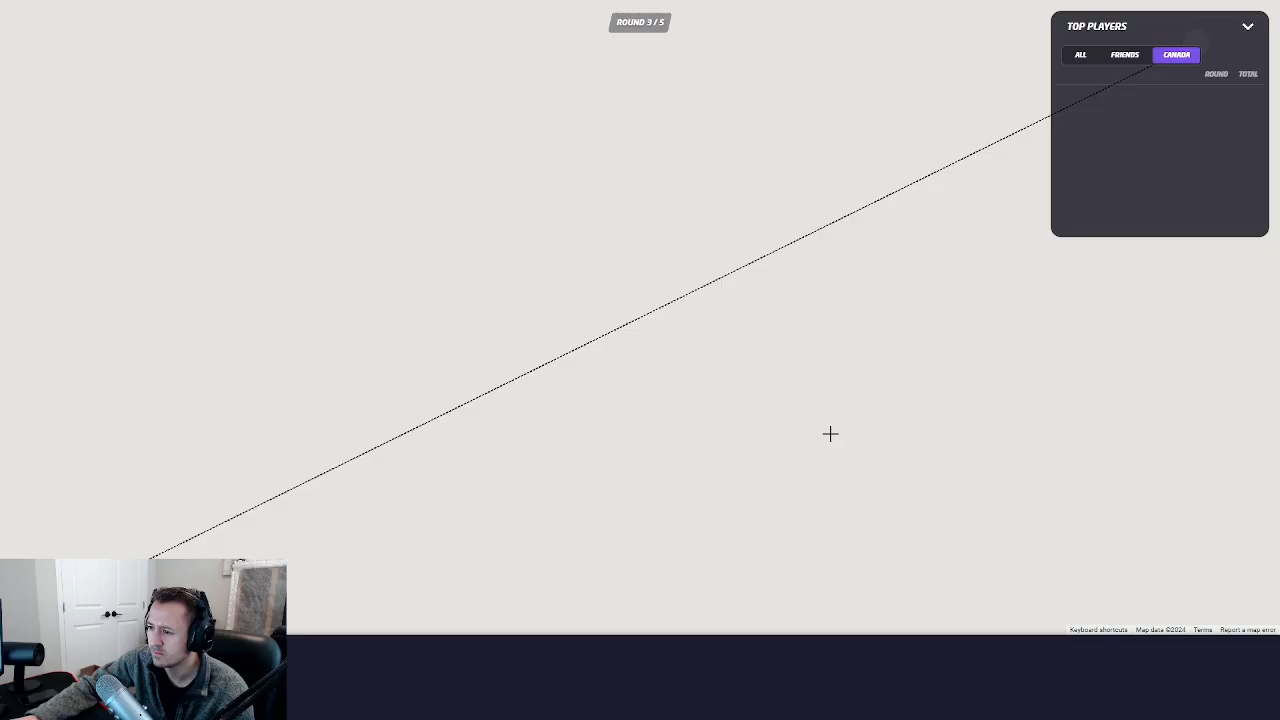 ROUND 3 / 5
TOP PLAYERS
ALL FRIENDS CANADA
ROUND TOTAL
Keyboard shortcuts Map data ©2024 Terms Report a map error